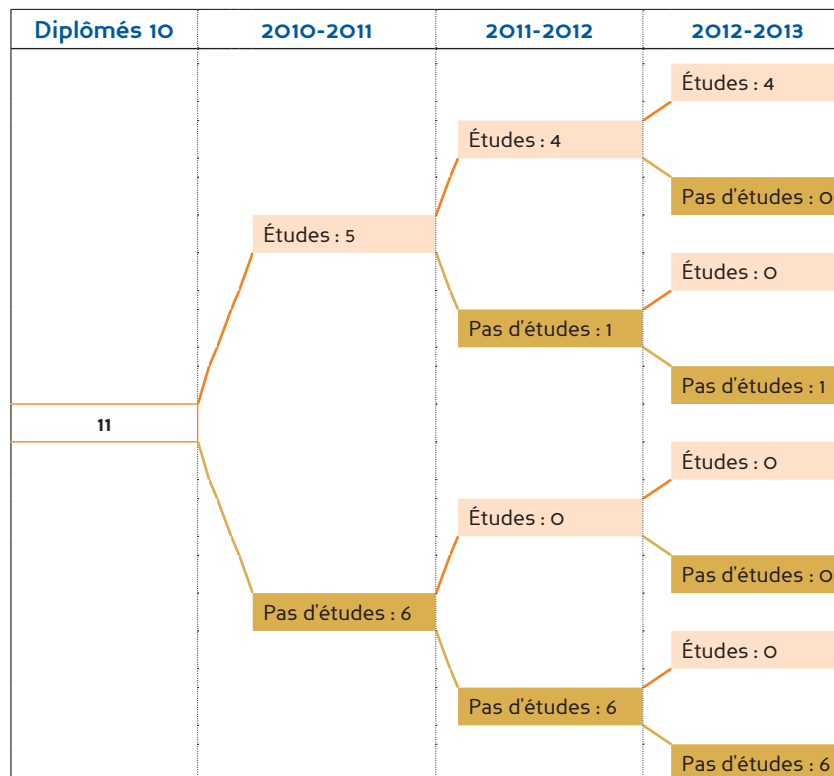 Diplômés 10 2010-2011 2011-2012 2012-2013
Études : 4
Études : 4
Pas d'études : 0
Études : 5
Études : 0
Pas d'études : 1
Pas d'études : 1
11
Études : 0
Études : 0
Pas d'études : 0
Pas d'études : 6
Études : 0
Pas d'études : 6
Pas d'études : 6